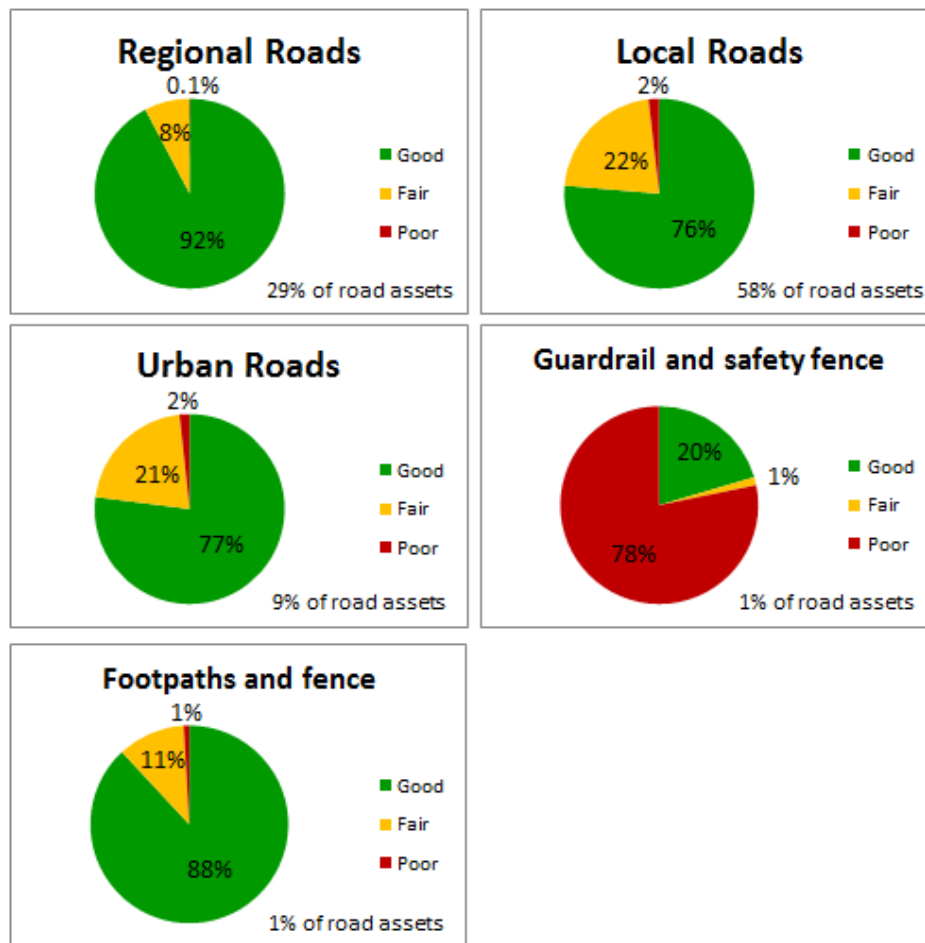 Regional Roads
0.1%
8%
92%
Good
Fair
Poor
29% of road assets
Local Roads
2%
22%
76%
Good
Fair
Poor
58% of road assets
Urban Roads
2%
21%
77%
Good
Fair
Poor
9% of road assets
Guardrail and safety fence
20%
1%
78%
Good
Fair
Poor
1% of road assets
Footpaths and fence
1%
11%
88%
Good
Fair
Poor
1% of road assets